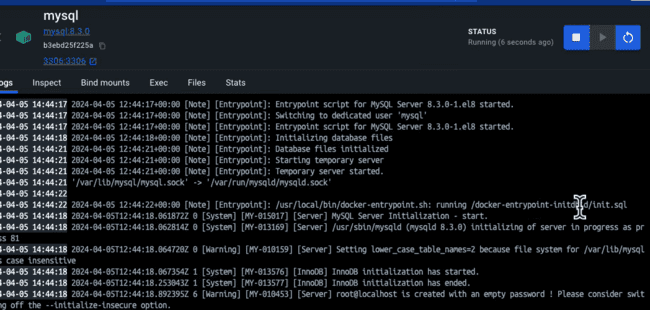 mysql
mysql:8.3.0
b3ebd25f225a
3306:3306
STATUS
Running (6 seconds ago)
ogs Inspect Bind mounts Exec Files Stats
4-04-05 14:44:17 2024-04-05 12:44:17+00:00 [Note] [Entrypoint]: Entrypoint script for MySQL Server 8.3.0-1.el8 started.
4-04-05 14:44:17 2024-04-05 12:44:17+00:00 [Note] [Entrypoint]: Switching to dedicated user 'mysql'
4-04-05 14:44:17 2024-04-05 12:44:17+00:00 [Note] [Entrypoint]: Entrypoint script for MySQL Server 8.3.0-1.el8 started.
4-04-05 14:44:18 2024-04-05 12:44:18+00:00 [Note] [Entrypoint]: Initializing database files
4-04-05 14:44:21 2024-04-05 12:44:21+00:00 [Note] [Entrypoint]: Database files initialized
4-04-05 14:44:21 2024-04-05 12:44:21+00:00 [Note] [Entrypoint]: Starting temporary server
4-04-05 14:44:21 2024-04-05 12:44:21+00:00 [Note] [Entrypoint]: Temporary server started.
4-04-05 14:44:21 '/var/lib/mysql/mysql.sock' -> '/var/run/mysqld/mysqld.sock'
4-04-05 14:44:22
4-04-05 14:44:22 2024-04-05 12:44:22+00:00 [Note] [Entrypoint]: /usr/local/bin/docker-entrypoint.sh: running /docker-entrypoint-initdb.d/init.sql
4-04-05 14:44:18 2024-04-05T12:44:18.061872Z 0 [System] [MY-015017] [Server] MySQL Server Initialization - start.
4-04-05 14:44:18 2024-04-05T12:44:18.062814Z 0 [System] [MY-013169] [Server] /usr/sbin/mysqld (mysqld 8.3.0) initializing of server in progress as pr
ss 81
4-04-05 14:44:18 2024-04-05T12:44:18.064720Z 0 [Warning] [MY-010159] [Server] Setting lower_case_table_names=2 because file system for /var/lib/mysql
s case insensitive
4-04-05 14:44:18 2024-04-05T12:44:18.067354Z 1 [System] [MY-013576] [InnoDB] InnoDB initialization has started.
4-04-05 14:44:18 2024-04-05T12:44:18.253043Z 1 [System] [MY-013577] [InnoDB] InnoDB initialization has ended.
4-04-05 14:44:18 2024-04-05T12:44:18.892395Z 6 [Warning] [MY-010453] [Server] root@localhost is created with an empty password ! Please consider swit
ng off the --initialize-insecure option.